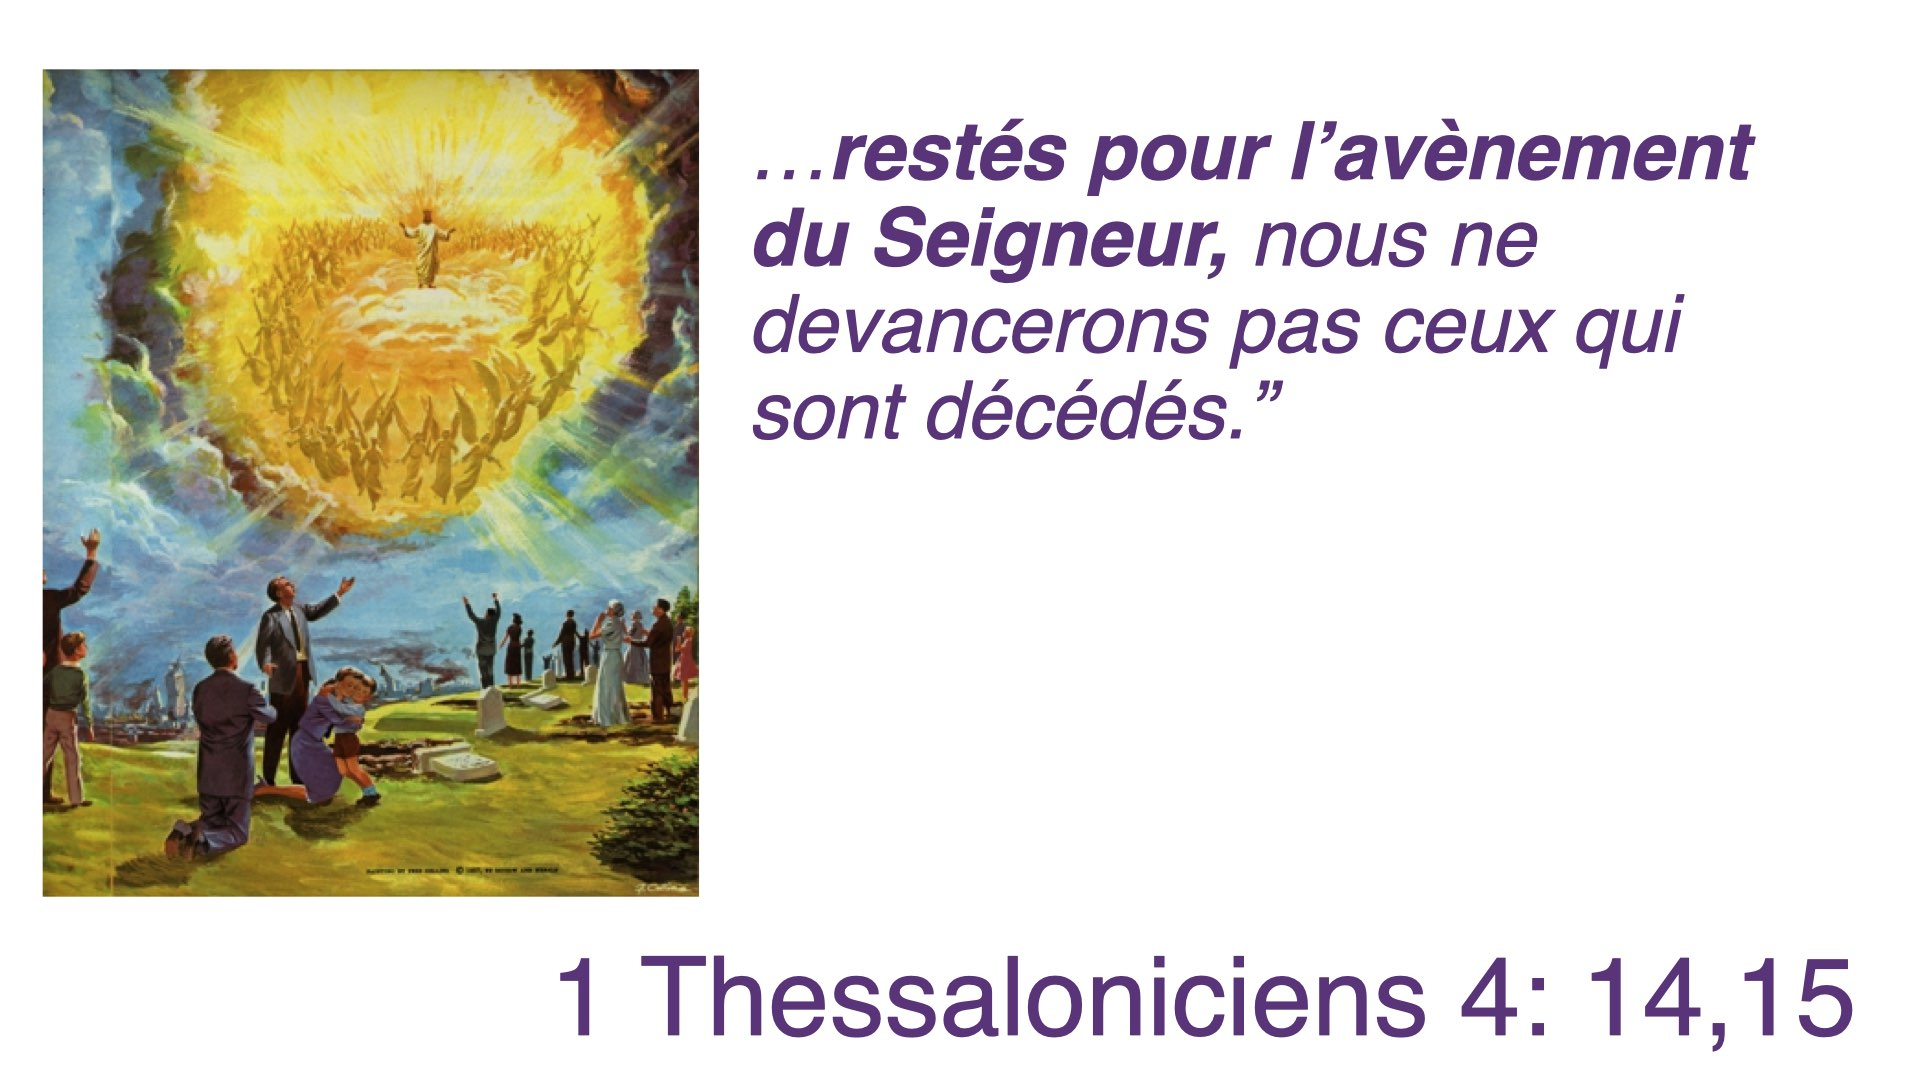 …restés pour l’avènement
du Seigneur, nous ne
devancerons pas ceux qui
sont décédés.”
1 Thessaloniciens 4: 14,15